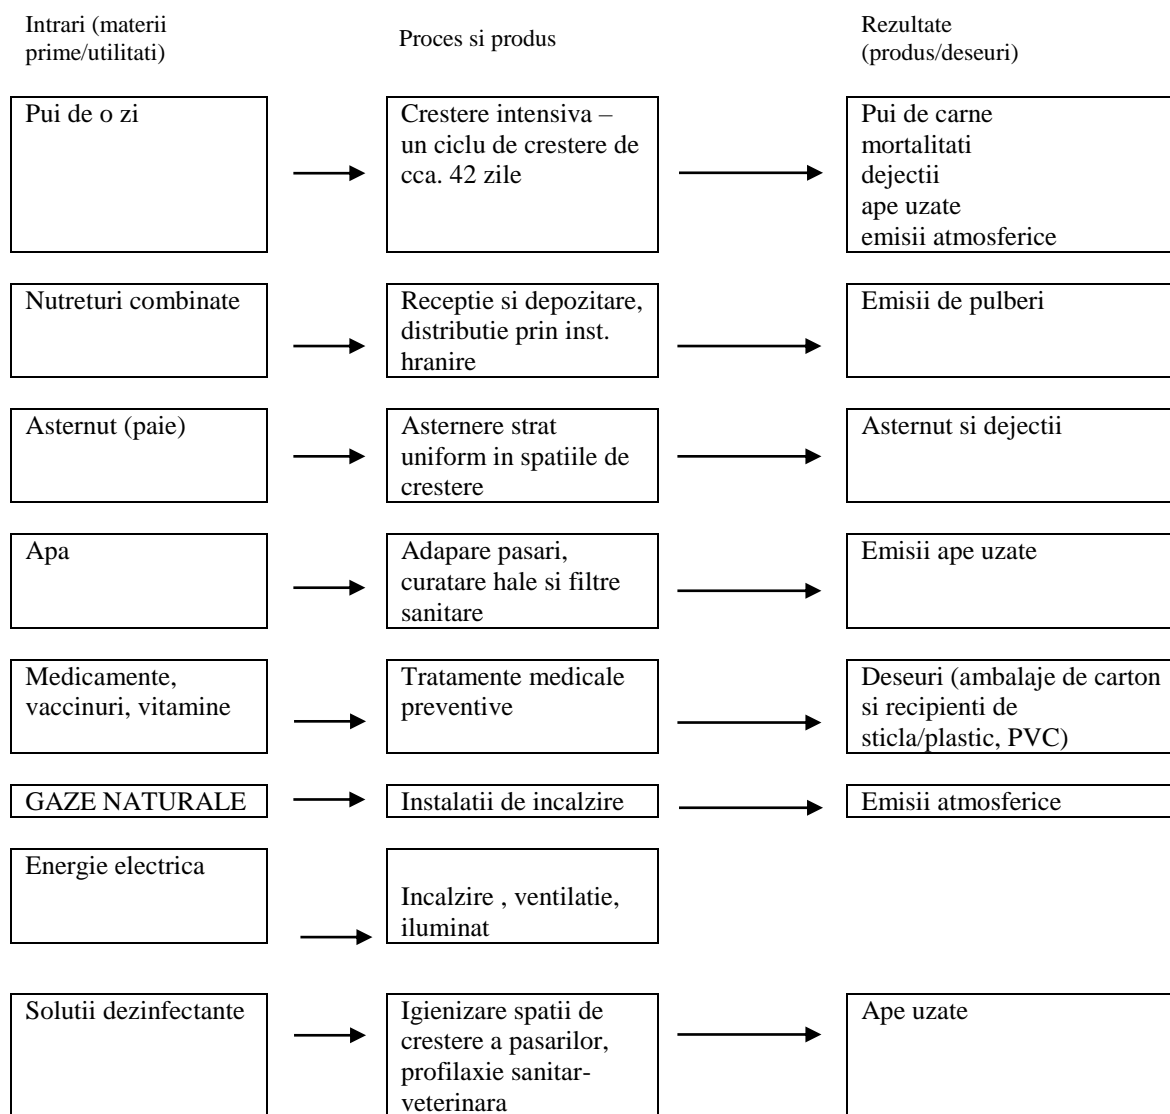 Intrari (materii
prime/utilitati)
Proces si produs
Rezultate
(produs/deseuri)
Pui de o zi
Crestere intensiva –
un ciclu de crestere de
cca. 42 zile
Pui de carne
mortalitati
dejectii
ape uzate
emisii atmosferice
Nutreturi combinate
Receptie si depozitare,
distributie prin inst.
hranire
Emisii de pulberi
Asternut (paie)
Asternere strat
uniform in spatiile de
crestere
Asternut si dejectii
Apa
Adapare pasari,
curatare hale si filtre
sanitare
Emisii ape uzate
Medicamente,
vaccinuri, vitamine
Tratamente medicale
preventive
Deseuri (ambalaje de carton
si recipienti de
sticla/plastic, PVC)
GAZE NATURALE
Instalatii de incalzire
Emisii atmosferice
Energie electrica
Incalzire , ventilatie,
iluminat
Solutii dezinfectante
Igienizare spatii de
crestere a pasarilor,
profilaxie sanitar-
veterinara
Ape uzate